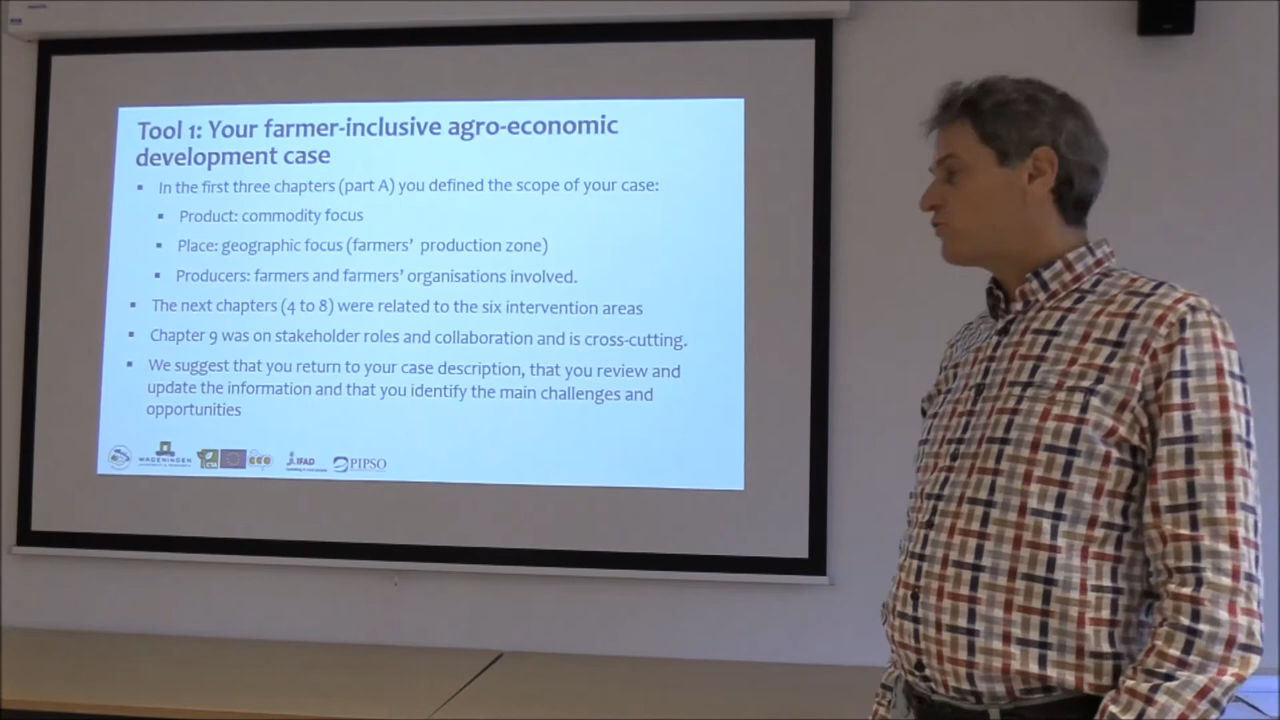 Tool 1: Your farmer-inclusive agro-economic
development case
▪ In the first three chapters (part A) you defined the scope of your case:
▪ Product: commodity focus
▪ Place: geographic focus (farmers' production zone)
▪ Producers: farmers and farmers' organisations involved.
▪ The next chapters (4 to 8) were related to the six intervention areas
▪ Chapter 9 was on stakeholder roles and collaboration and is cross-cutting.
▪ We suggest that you return to your case description, that you review and
update the information and that you identify the main challenges and
opportunities
WAGENINGEN
CTA
IFAD
PIPSO